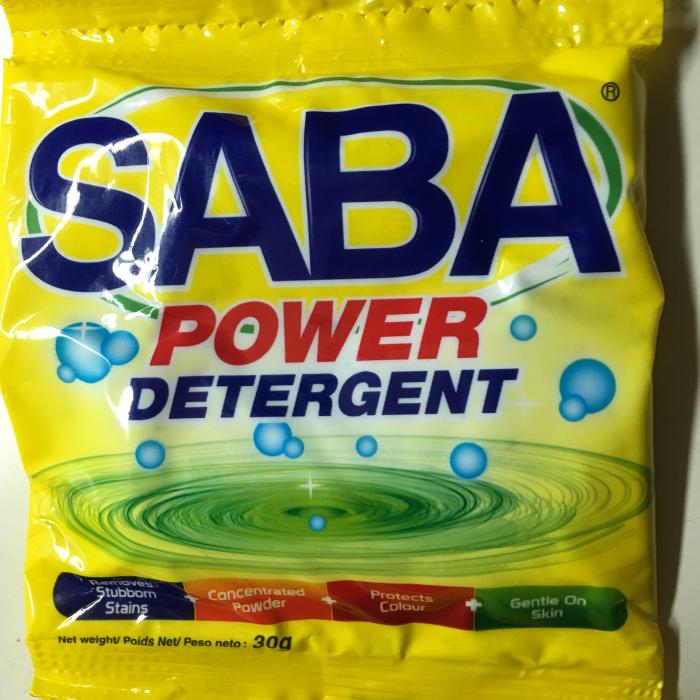 SABA®
POWER
DETERGENT
Removes
Stubborn
Stains
Concentrated
Powder
Protects
Colour
Gentle On
Skin
Net weight/ Poids Net/ Peso neto : 30g